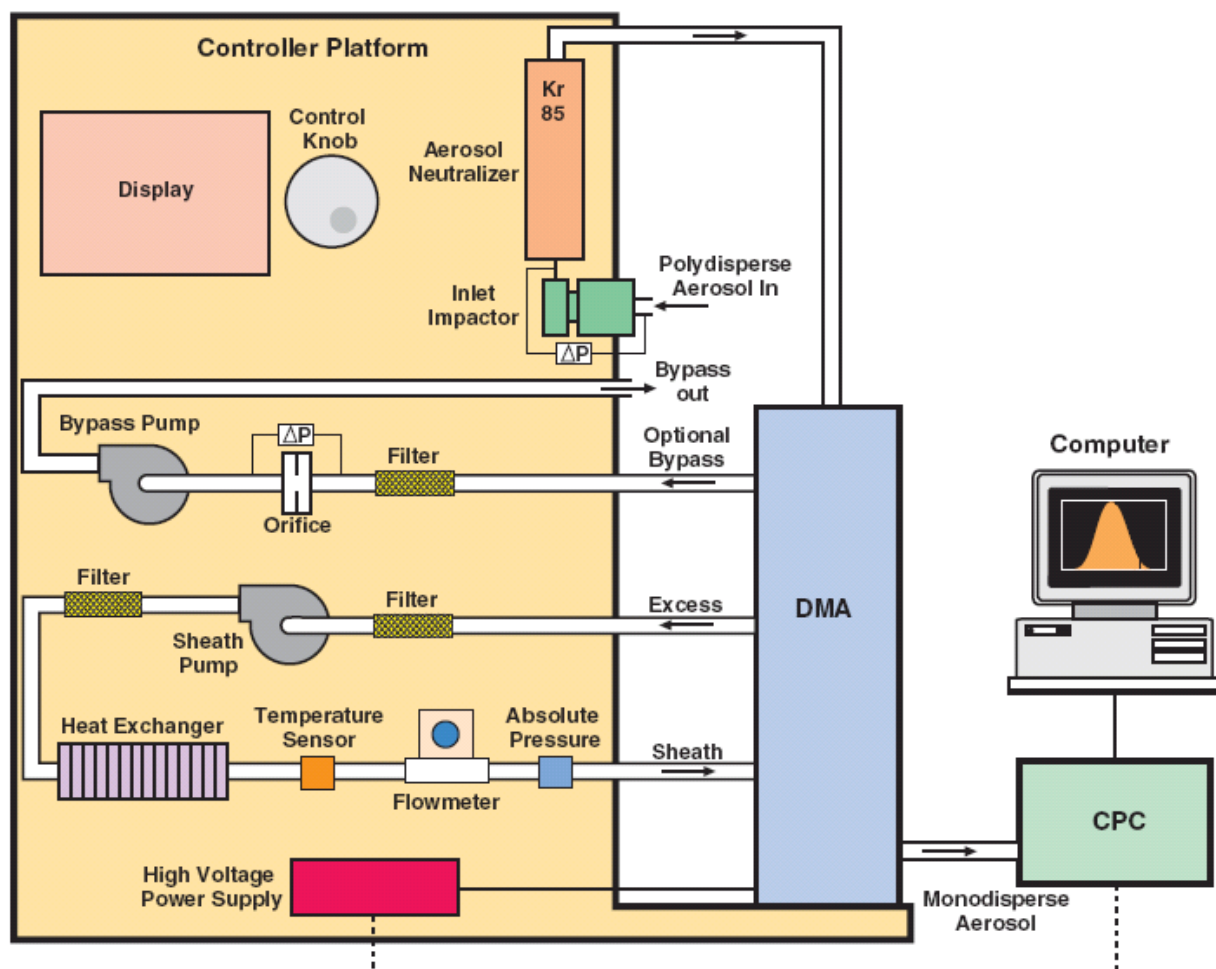 Controller Platform
Kr
85
Control
Knob
Aerosol
Neutralizer
Display
Polydisperse
Aerosol In
Inlet
Impactor
ΔP
Bypass
out
Bypass Pump
ΔP
Filter
Optional
Bypass
Orifice
Computer
Filter
Sheath
Pump
Filter
Excess
DMA
Heat Exchanger
Temperature
Sensor
Flowmeter
Absolute
Pressure
Sheath
CPC
High Voltage
Power Supply
Monodisperse
Aerosol